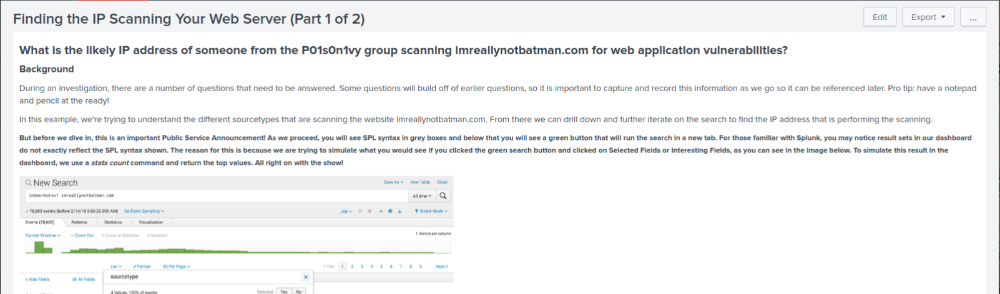 Finding the IP Scanning Your Web Server (Part 1 of 2)
Edit
Export
...
What is the likely IP address of someone from the P01s0n1vy group scanning imreallynotbatman.com for web application vulnerabilities?
Background
During an investigation, there are a number of questions that need to be answered. Some questions will build off of earlier questions, so it is important to capture and record this information as we go so it can be referenced later. Pro tip: have a notepad
and pencil at the ready!
In this example, we're trying to understand the different sourcetypes that are scanning the website imreallynotbatman.com. From there we can drill down and further iterate on the search to find the IP address that is performing the scanning.
But before we dive in, this is an important Public Service Announcement! As we proceed, you will see SPL syntax in grey boxes and below that you will see a green button that will run the search in a new tab. For those familiar with Splunk, you may notice result sets in our dashboard
do not exactly reflect the SPL syntax shown. The reason for this is because we are trying to simulate what you would see if you clicked the green search button and clicked on Selected Fields or Interesting Fields, as you can see in the image below. To simulate this result in the
dashboard, we use a stats count command and return the top values. All right on with the show!
New Search
Save As
New Table
Close
index=botsv1 imreallynotbatman.com
All time
✓ 78,683 events (before 2/14/18 9:50:22.000 AM)
No Event Sampling
Job
Smart Mode
Events (78,683)
Patterns
Statistics
Visualization
Format Timeline
– Zoom Out
+ Zoom to Selection
× Deselect
1 minute per column
List
Format
20 Per Page
< Prev
1 2 3 4 5 6 7 8 9 ...
Next >
< Hide Fields
All Fields
sourcetype
4 Values, 100% of events
Selected
Yes
No